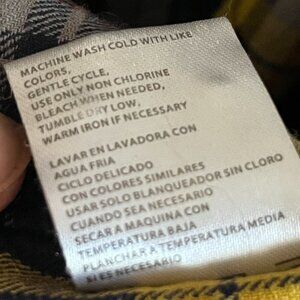 MACHINE WASH COLD WITH LIKE
COLORS,
GENTLE CYCLE,
USE ONLY NON CHLORINE
BLEACH WHEN NEEDED,
TUMBLE DRY LOW,
WARM IRON IF NECESSARY
LAVAR EN LAVADORA CON
AGUA FRIA
CICLO DELICADO
CON COLORES SIMILARES
USAR SOLO BLANQUEADOR SIN CLORO
CUANDO SEA NECESARIO
SECAR A MAQUINA CON
TEMPERATURA BAJA
PLANCHAR A TEMPERATURA MEDIA
SI ES NECESARIO